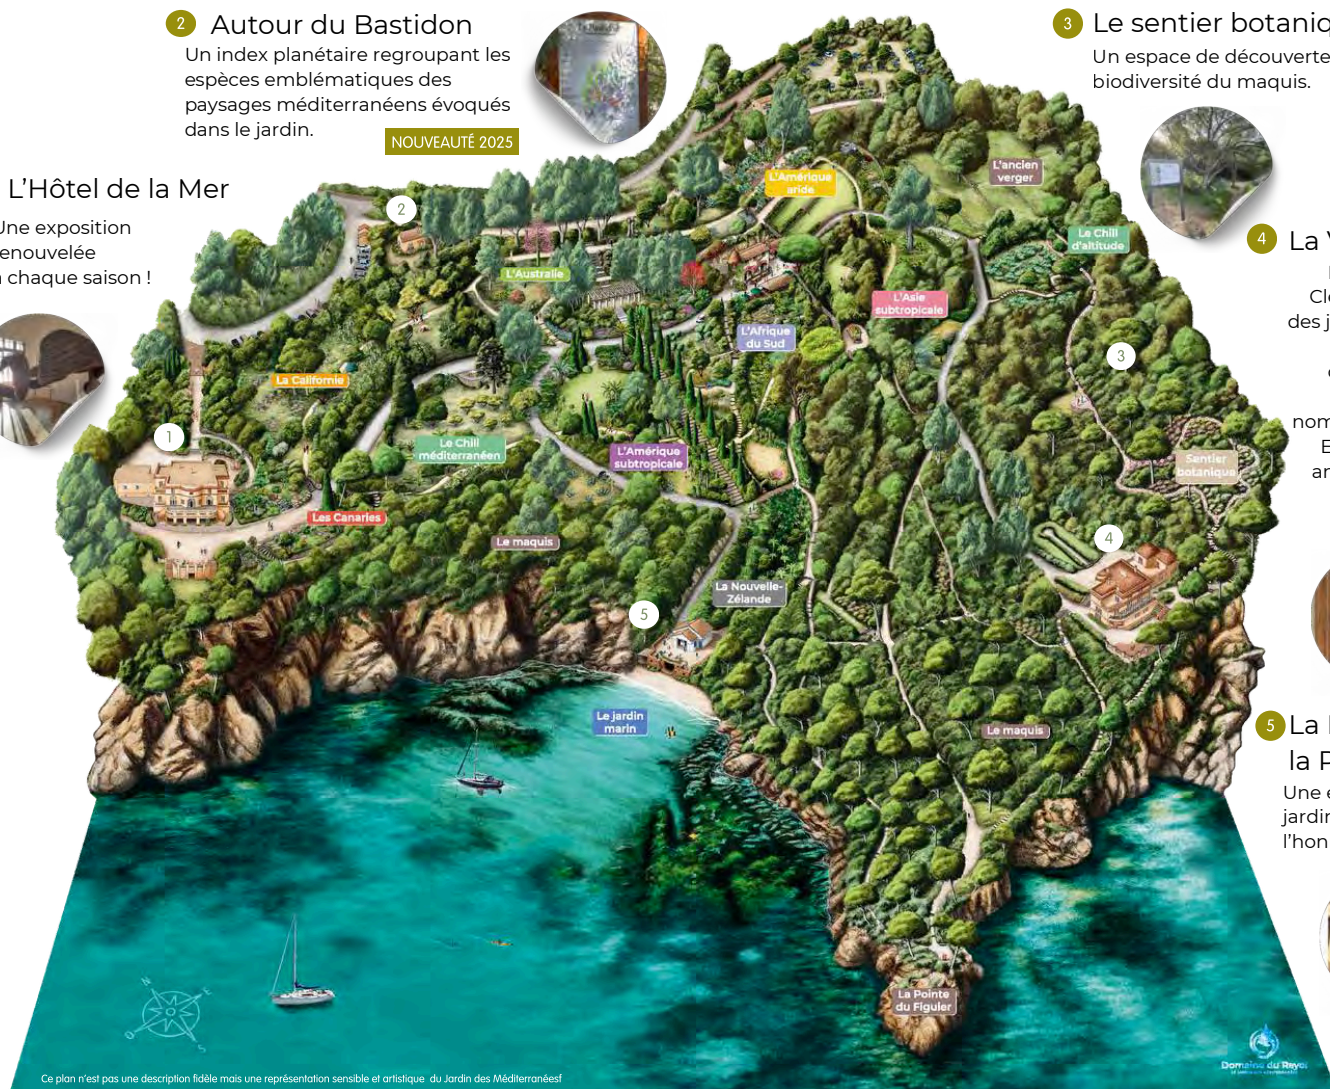 2 Autour du Bastidon
Un index planétaire regroupant les
espèces emblématiques des
paysages méditerranéens évoqués
dans le jardin.
NOUVEAUTÉ 2025
3 Le sentier botaniq
Un espace de découverte
biodiversité du maquis.
L'Hôtel de la Mer
Une exposition
enouvelée
à chaque saison !
4 La V
Cl
des j
nom
E
ar
5 La
la P
Une e
jardin
l'hon
L'Amérique
aride
L'ancien
verger
2
Le Chili
d'altitude
L'Australie
L'Asie
subtropicale
L'Afrique
du Sud
3
La Californie
1
Le Chili
méditerranéen
L'Amérique
subtropicale
Sentier
botanique
Les Canaries
Le maquis
4
La Nouvelle-
Zélande
5
Le jardin
marin
Le maquis
La Pointe
du Figuier
N
E
O
S
Domaine du Rayol
Ce plan n'est pas une description fidèle mais une représentation sensible et artistique du Jardin des Méditerranéesf